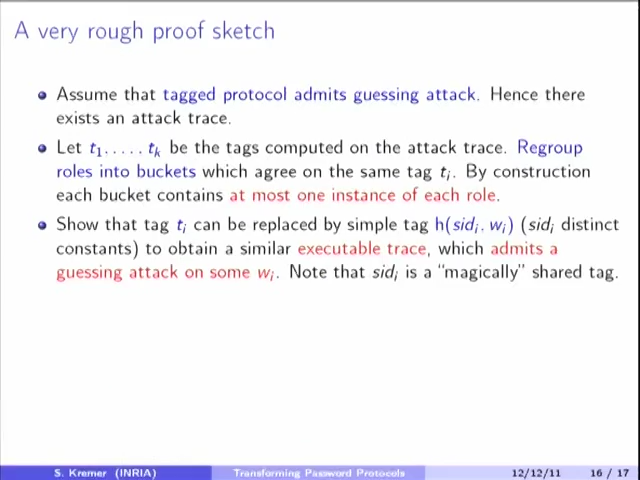 A very rough proof sketch
Assume that tagged protocol admits guessing attack. Hence there
exists an attack trace.
Let t₁.....tₖ be the tags computed on the attack trace. Regroup
roles into buckets which agree on the same tag tᵢ. By construction
each bucket contains at most one instance of each role.
Show that tag tᵢ can be replaced by simple tag h(sidᵢ. wᵢ) (sidᵢ distinct
constants) to obtain a similar executable trace, which admits a
guessing attack on some wᵢ. Note that sidᵢ is a "magically" shared tag.
S. Kremer (INRIA) Transforming Password Protocols 12/12/11 16 / 17